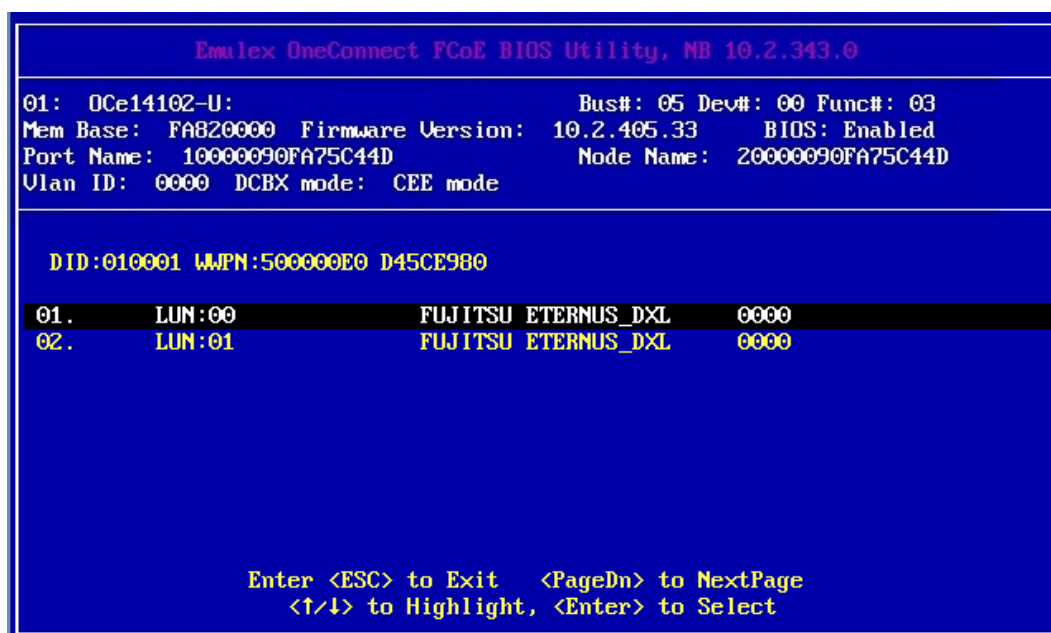 Emulex OneConnect FCoE BIOS Utility, NB 10.2.343.0
01: OCe14102-U: Bus#: 05 Dev#: 00 Func#: 03
Mem Base: FA820000 Firmware Version: 10.2.405.33 BIOS: Enabled
Port Name: 10000090FA75C44D Node Name: 20000090FA75C44D
Vlan ID: 0000 DCBX mode: CEE mode
DID:010001 WWPN:500000E0 D45CE980
01. LUN:00 FUJITSU ETERNUS_DXL 0000
02. LUN:01 FUJITSU ETERNUS_DXL 0000
Enter <ESC> to Exit <PageDn> to NextPage
<↑/↓> to Highlight, <Enter> to Select